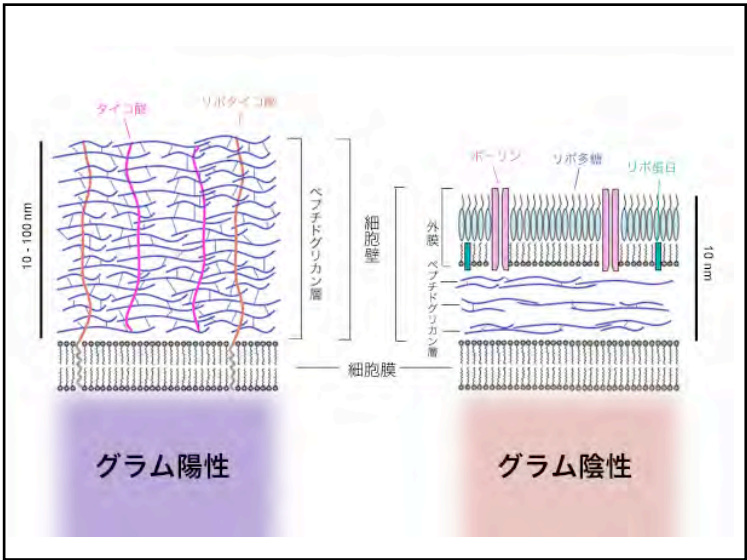 タイコ酸
リポタイコ酸
10 - 100 nm
ペプチドグリカン層
細胞壁
ポーリン
リポ多糖
リポ蛋白
外膜
ペプチドグリカン層
10 nm
細胞膜
グラム陽性
グラム陰性